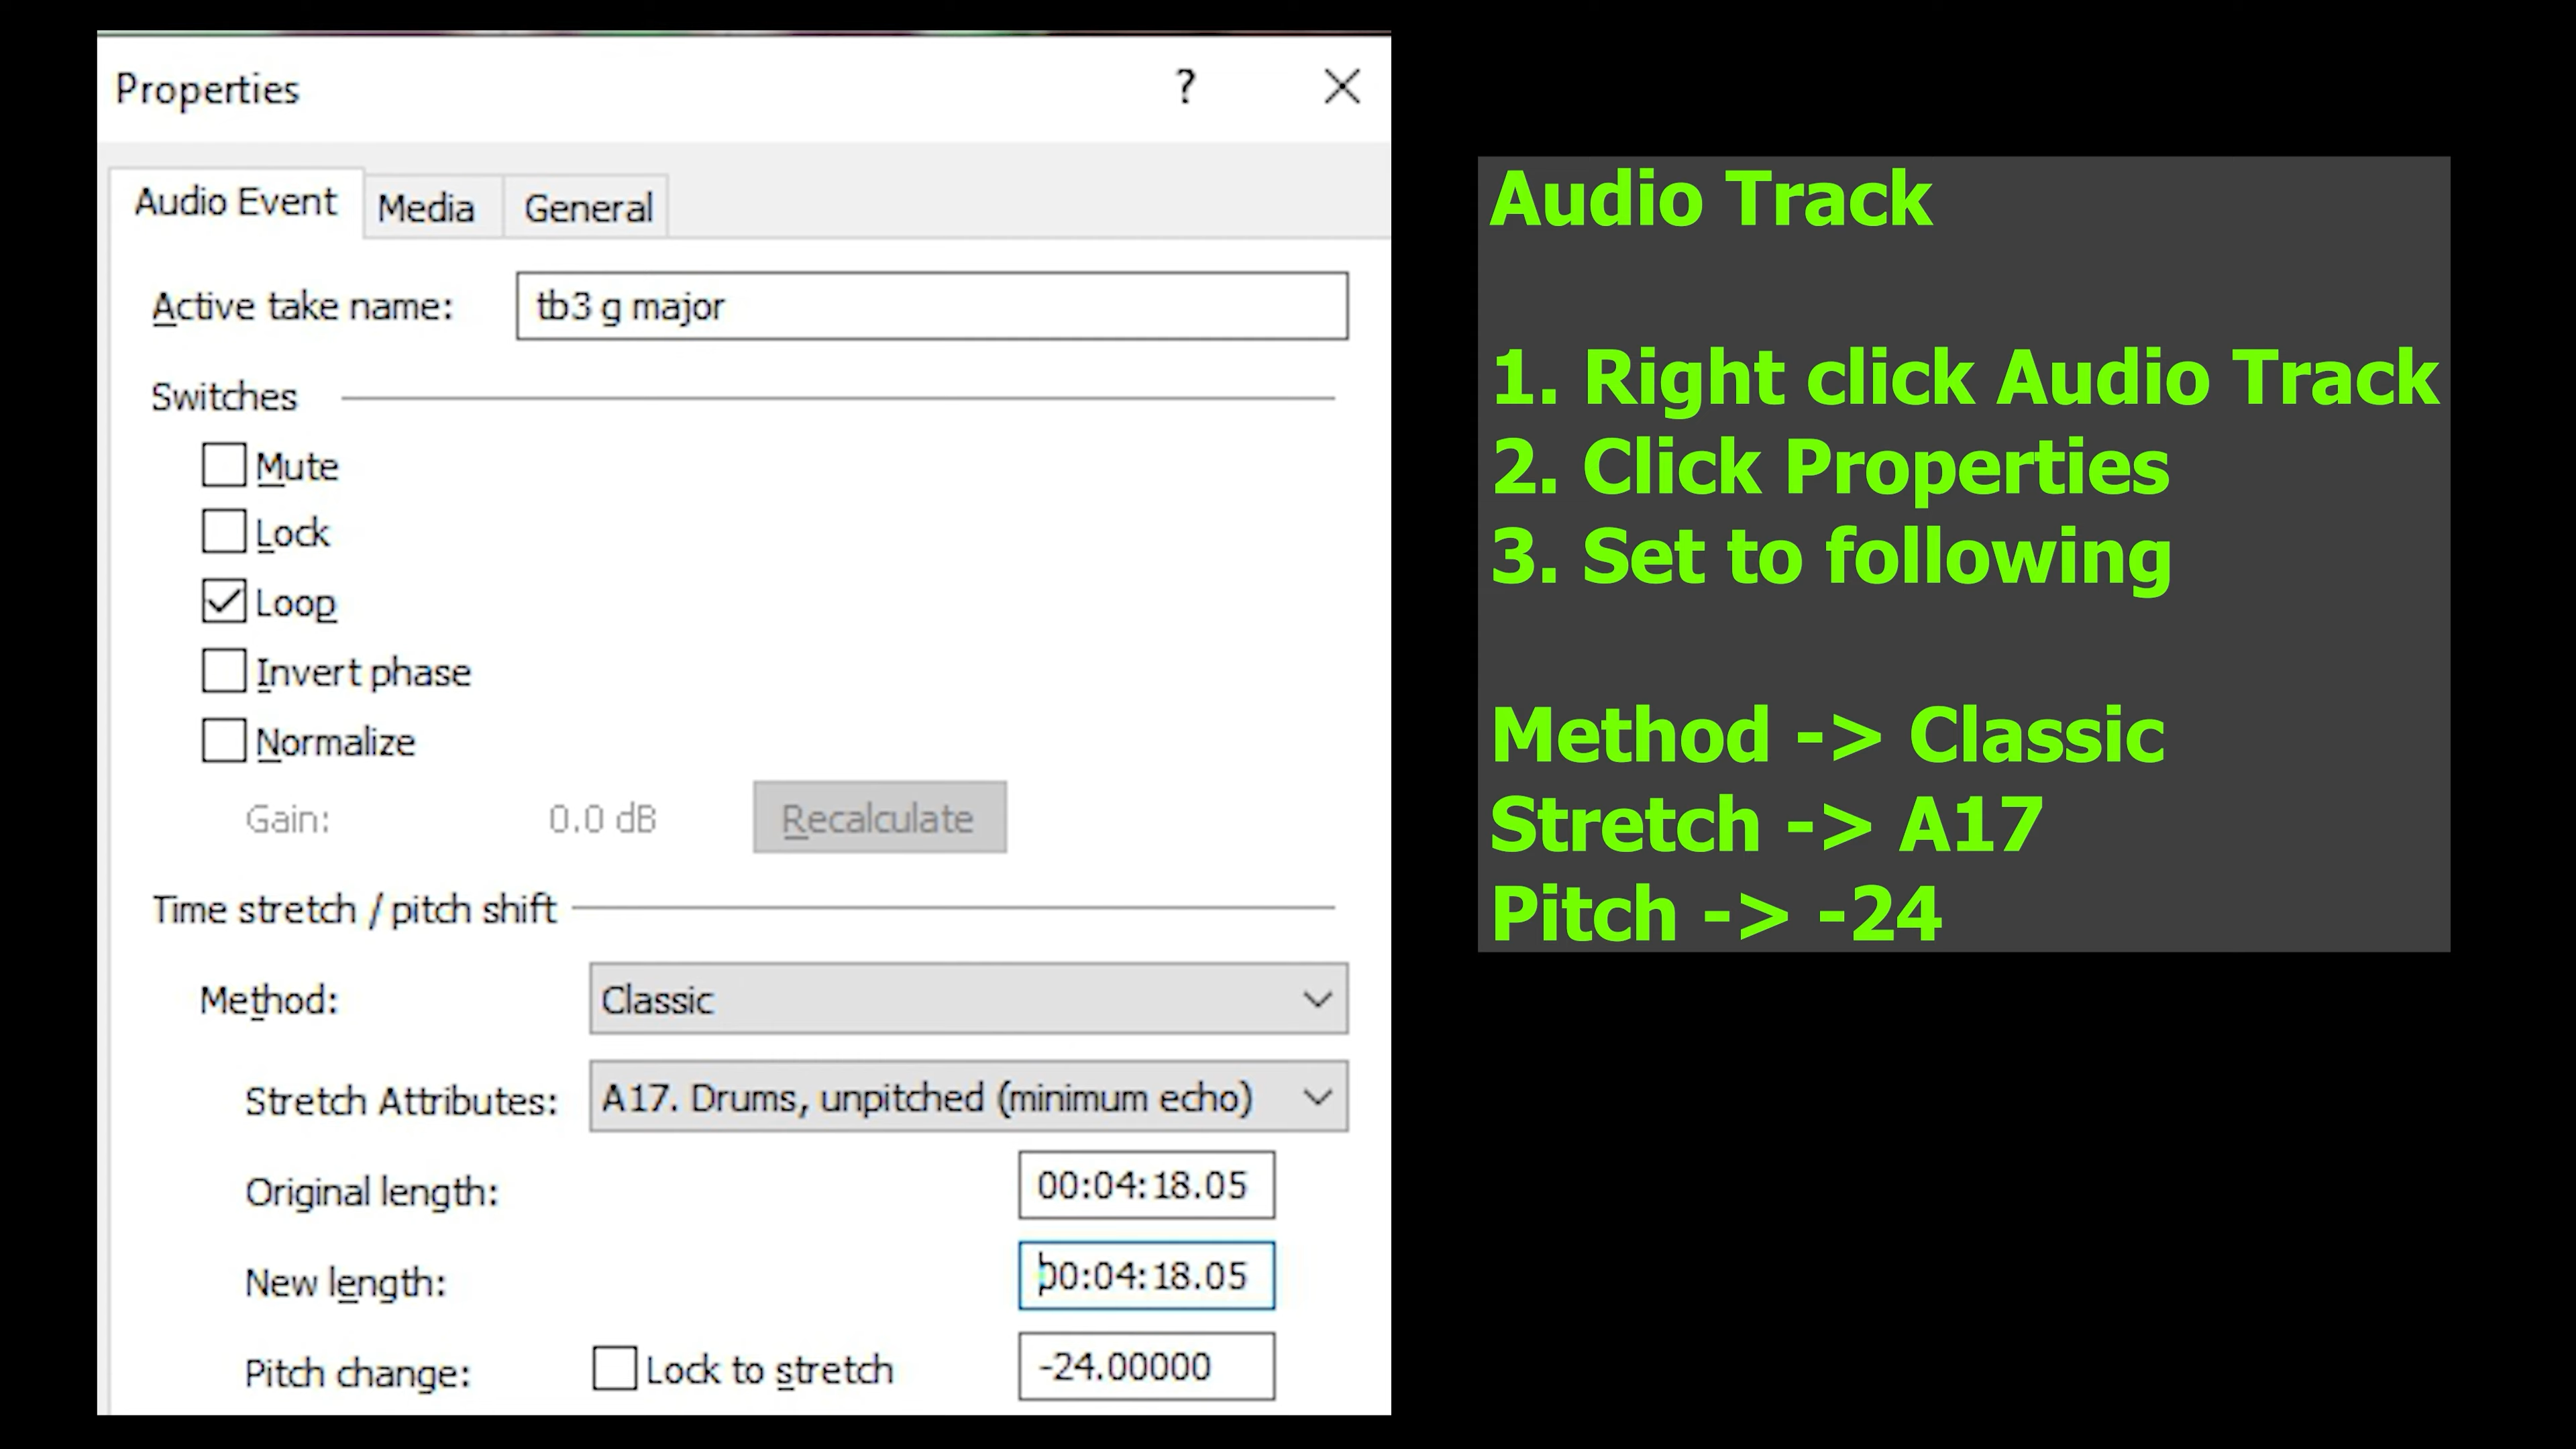 Properties ?
Audio Event Media General
Active take name: tb3 g major
Switches
Mute
Lock
Loop
Invert phase
Normalize
Gain: 0.0 dB Recalculate
Time stretch / pitch shift
Method: Classic
Stretch Attributes: A17. Drums, unpitched (minimum echo)
Original length: 00:04:18.05
New length: 00:04:18.05
Pitch change: Lock to stretch -24.00000
Audio Track
1. Right click Audio Track
2. Click Properties
3. Set to following
Method -> Classic
Stretch -> A17
Pitch -> -24